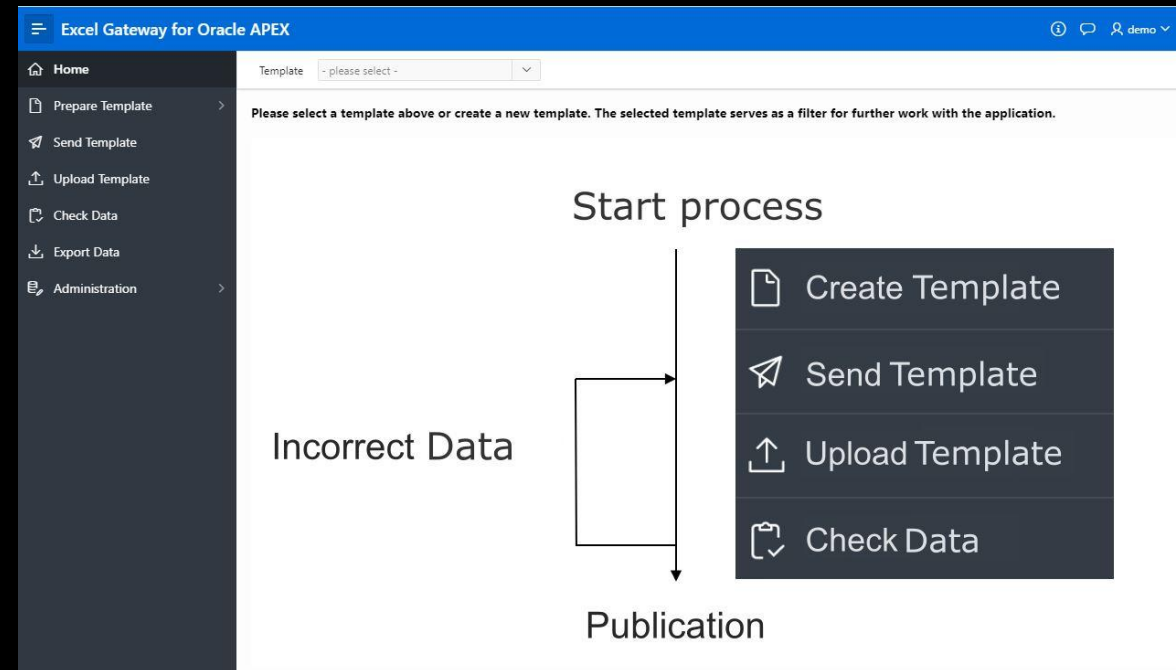 Excel Gateway for Oracle APEX
demo
Home
Template - please select -
Prepare Template
Please select a template above or create a new template. The selected template serves as a filter for further work with the application.
Send Template
Upload Template
Check Data
Export Data
Administration
Start process
Create Template
Send Template
Incorrect Data
Upload Template
Check Data
Publication